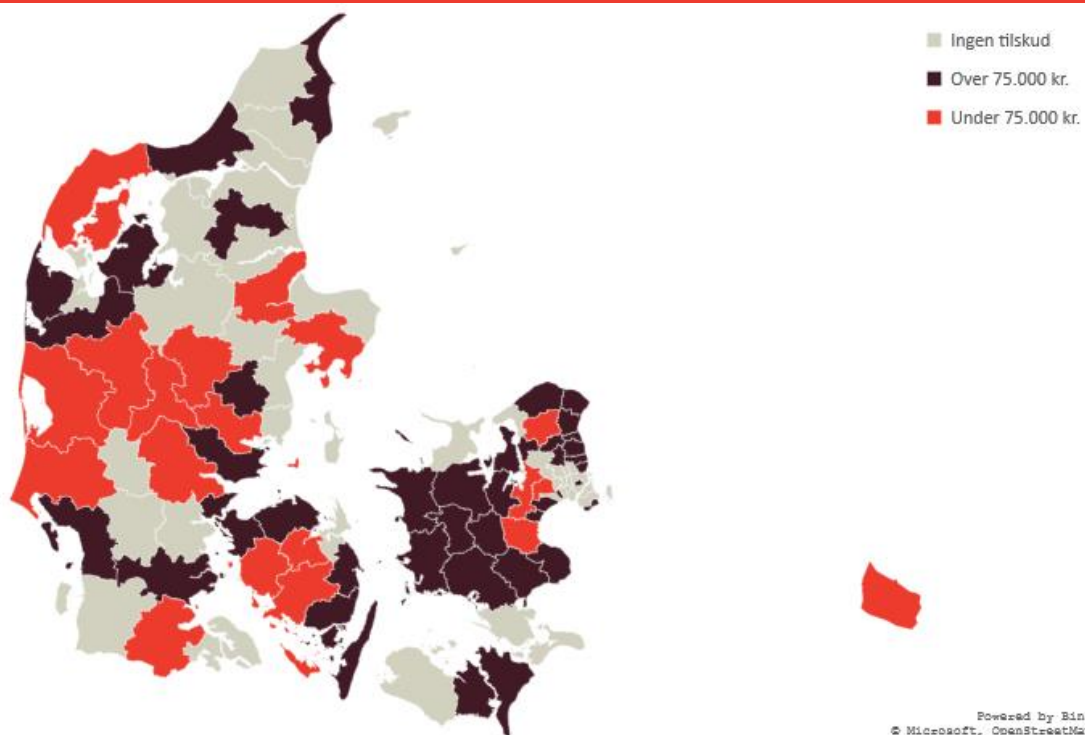 Ingen tilskud
Over 75.000 kr.
Under 75.000 kr.
Powered by Bin
© Microsoft, OpenStreetMa